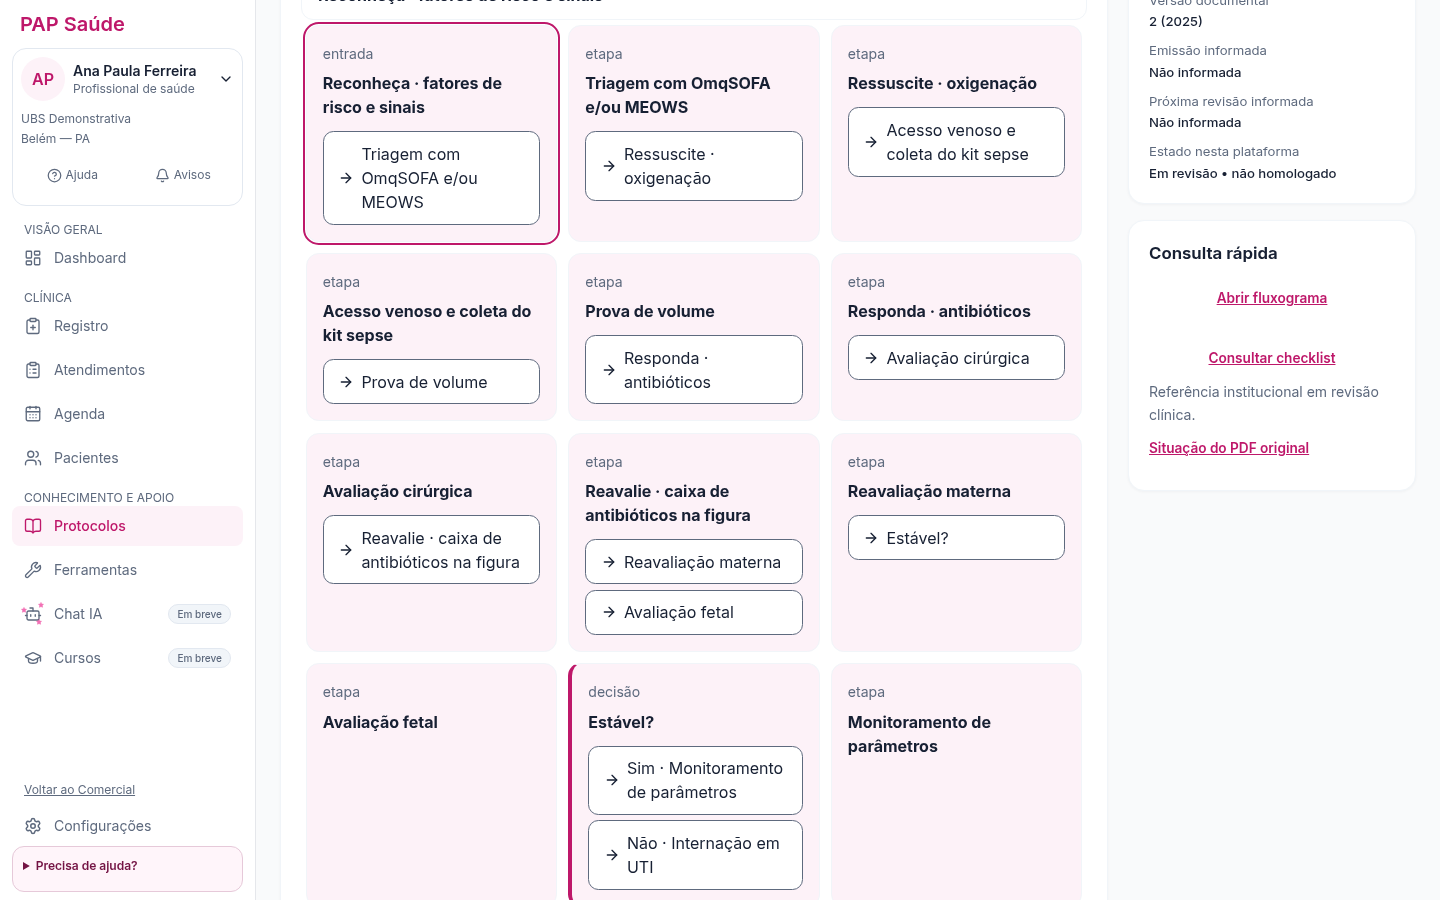 PAP Saúde
AP
Ana Paula Ferreira
Profissional de saúde
UBS Demonstrativa
Belém — PA
Ajuda
Avisos
VISÃO GERAL
Dashboard
CLÍNICA
Registro
Atendimentos
Agenda
Pacientes
CONHECIMENTO E APOIO
Protocolos
Ferramentas
Chat IA
Em breve
Cursos
Em breve
Voltar ao Comercial
Configurações
Precisa de ajuda?
entrada
Reconheça · fatores de
risco e sinais
→ Triagem com
OmqSOFA e/ou
MEOWS
etapa
Triagem com OmqSOFA
e/ou MEOWS
→ Ressuscite ·
oxigenação
etapa
Ressuscite · oxigenação
→ Acesso venoso e
coleta do kit sepse
etapa
Acesso venoso e coleta do
kit sepse
→ Prova de volume
etapa
Prova de volume
→ Responda ·
antibióticos
etapa
Responda · antibióticos
→ Avaliação cirúrgica
etapa
Avaliação cirúrgica
→ Reavalie · caixa de
antibióticos na figura
etapa
Reavalie · caixa de
antibióticos na figura
→ Reavaliação materna
→ Avaliação fetal
etapa
Reavaliação materna
→ Estável?
etapa
Avaliação fetal
decisão
Estável?
→ Sim · Monitoramento
de parâmetros
→ Não · Internação em
UTI
etapa
Monitoramento de
parâmetros
Versão documental
2 (2025)
Emissão informada
Não informada
Próxima revisão informada
Não informada
Estado nesta plataforma
Em revisão • não homologado
Consulta rápida
Abrir fluxograma
Consultar checklist
Referência institucional em revisão
clínica.
Situação do PDF original